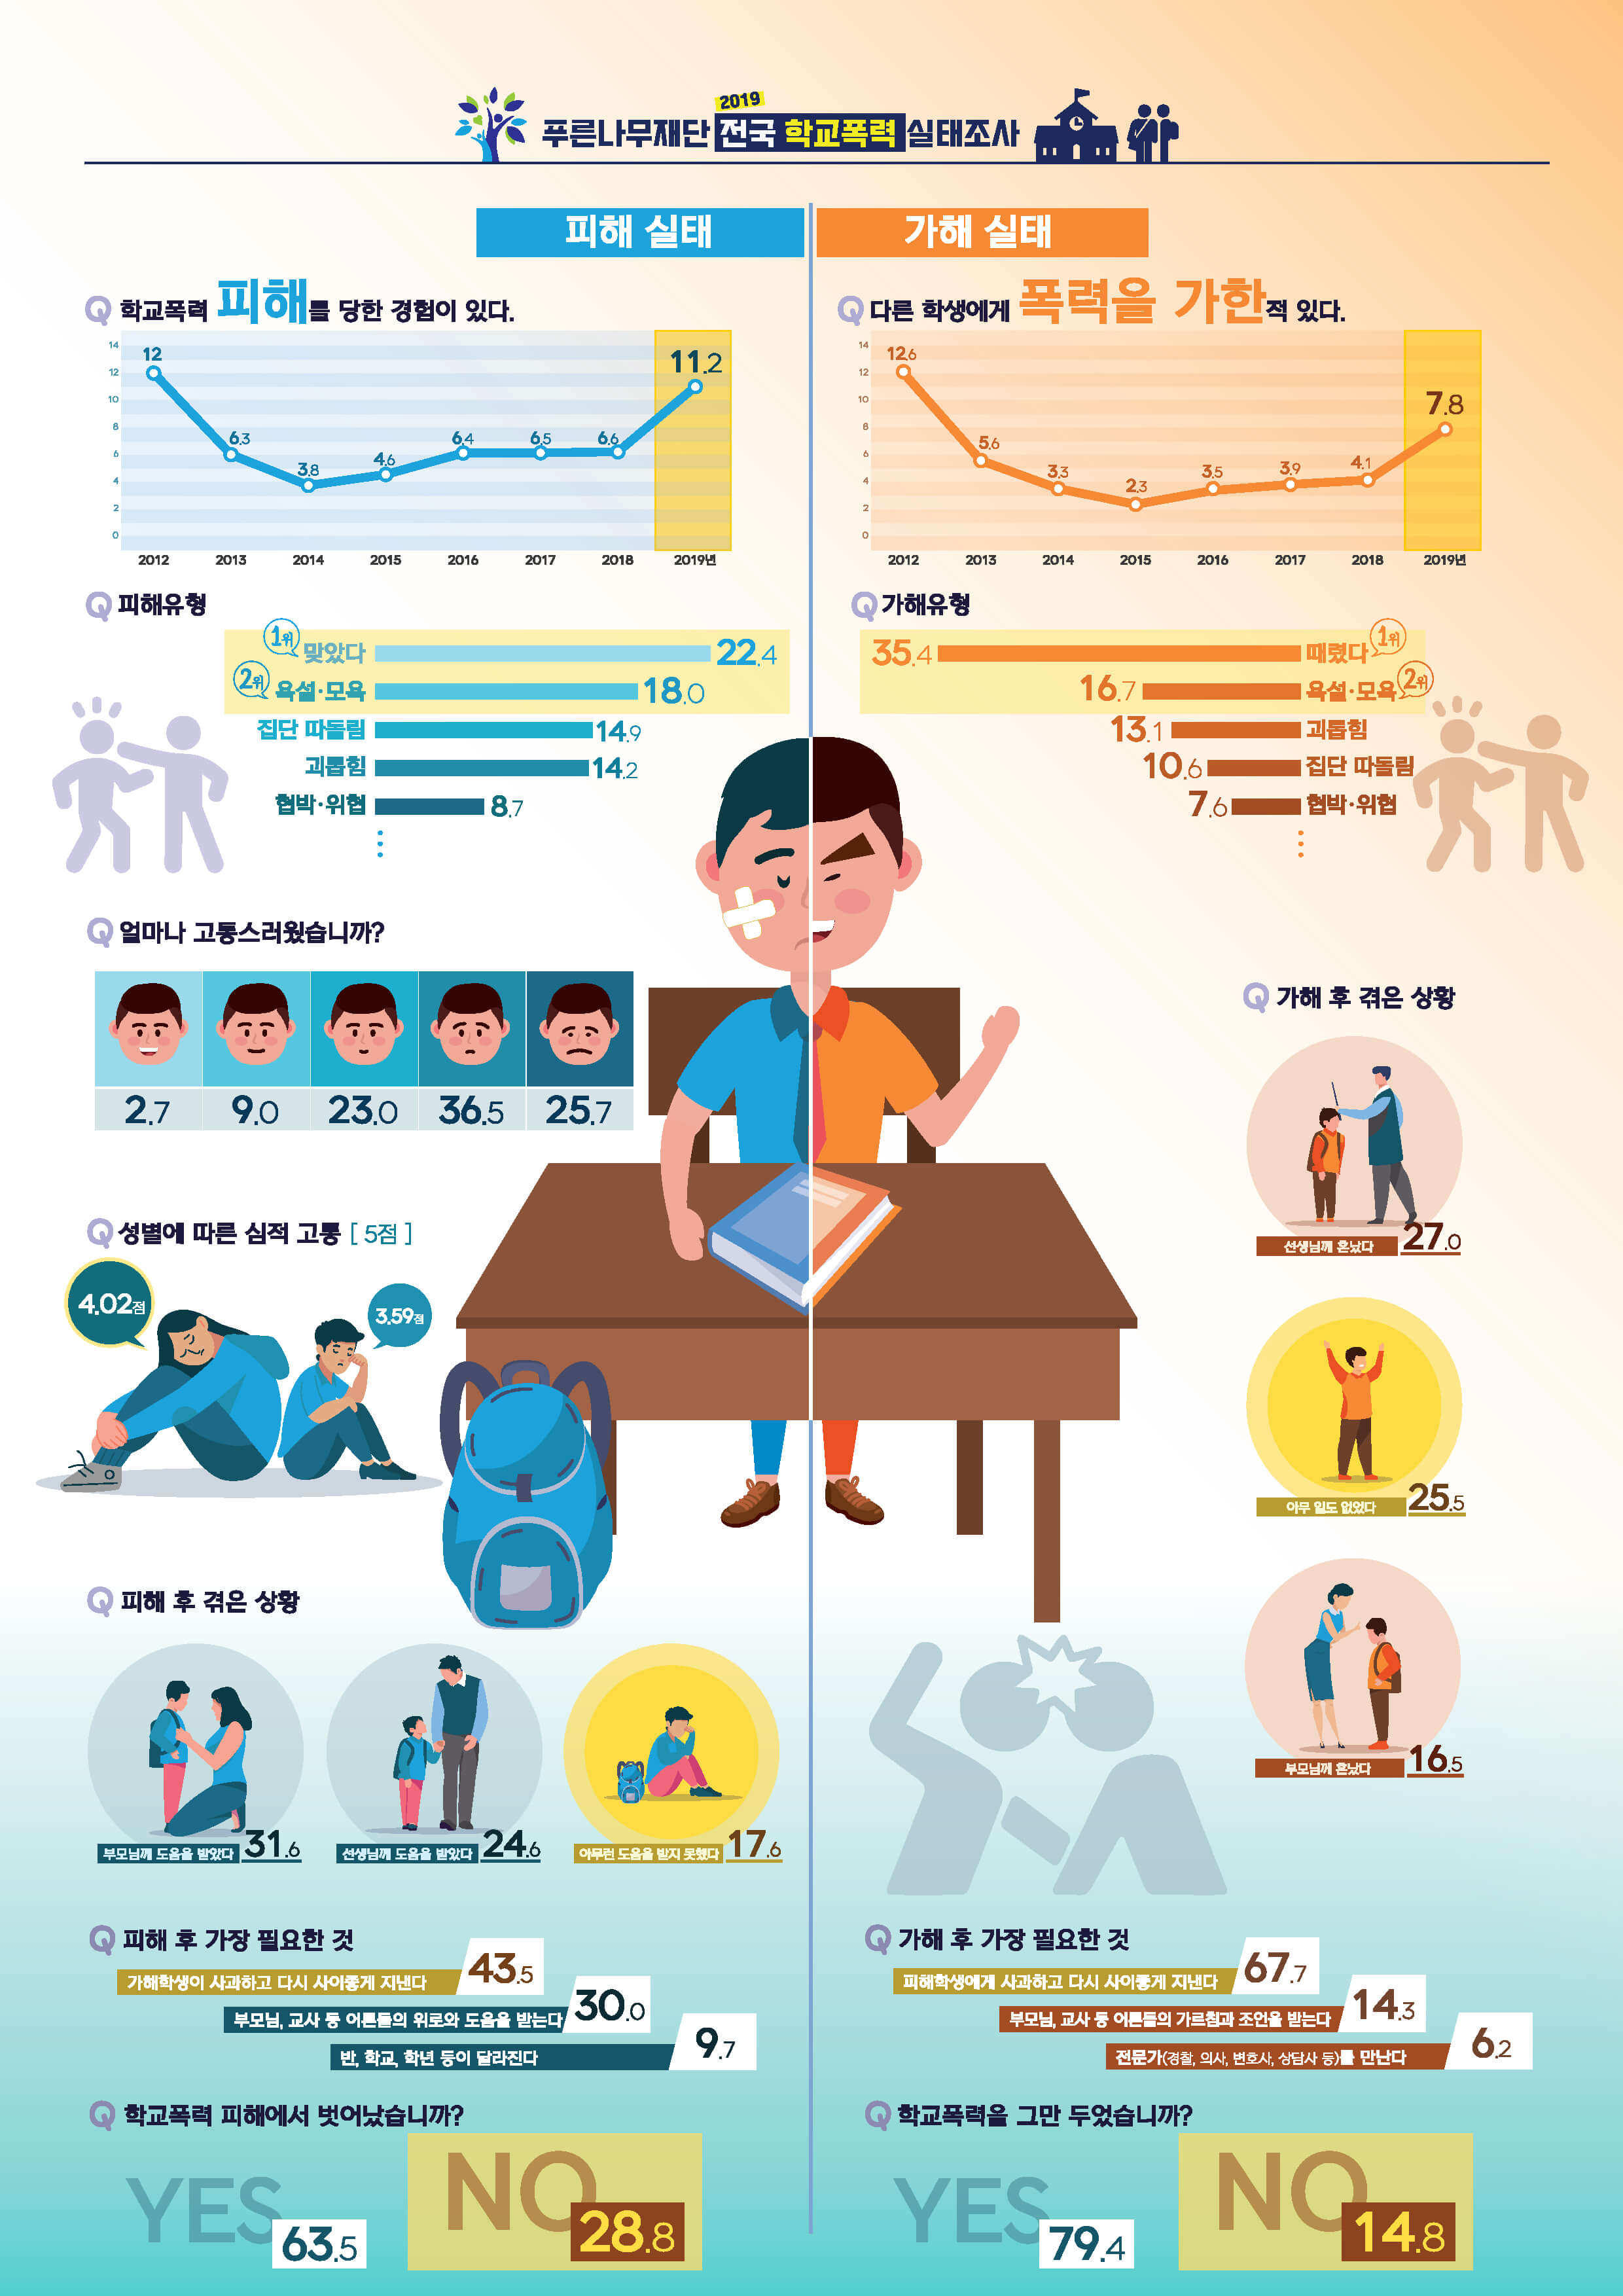 2019
푸른나무재단 전국 학교폭력 실태조사
피해 실태
Q 학교폭력 피해를 당한 경험이 있다.
14
12
10
8
6
4
2
0
12
6.3
3.8
4.6
6.4
6.5
6.6
11.2
2012 2013 2014 2015 2016 2017 2018 2019년
Q 피해유형
1위 맞았다 22.4
2위 욕설·모욕 18.0
집단 따돌림 14.9
괴롭힘 14.2
협박·위협 8.7
Q 얼마나 고통스러웠습니까?
2.7 9.0 23.0 36.5 25.7
Q 성별에 따른 심적 고통 [ 5점 ]
4.02점
3.59점
Q 피해 후 겪은 상황
부모님께 도움을 받았다 31.6
선생님께 도움을 받았다 24.6
아무런 도움을 받지 못했다 17.6
Q 피해 후 가장 필요한 것
가해학생이 사과하고 다시 사이좋게 지낸다 43.5
부모님, 교사 등 어른들의 위로와 도움을 받는다 30.0
반, 학교, 학년 등이 달라진다 9.7
Q 학교폭력 피해에서 벗어났습니까?
YES 63.5
NO 28.8
가해 실태
Q 다른 학생에게 폭력을 가한적 있다.
14
12
10
8
6
4
2
0
12.6
5.6
3.3
2.3
3.5
3.9
4.1
7.8
2012 2013 2014 2015 2016 2017 2018 2019년
Q 가해유형
35.4 때렸다 1위
16.7 욕설·모욕 2위
13.1 괴롭힘
10.6 집단 따돌림
7.6 협박·위협
Q 가해 후 겪은 상황
선생님께 혼났다 27.0
아무 일도 없었다 25.5
부모님께 혼났다 16.5
Q 가해 후 가장 필요한 것
피해학생에게 사과하고 다시 사이좋게 지낸다 67.7
부모님, 교사 등 어른들의 가르침과 조언을 받는다 14.3
전문가(경찰, 의사, 변호사, 상담사 등)를 만난다 6.2
Q 학교폭력을 그만 두었습니까?
YES 79.4
NO 14.8